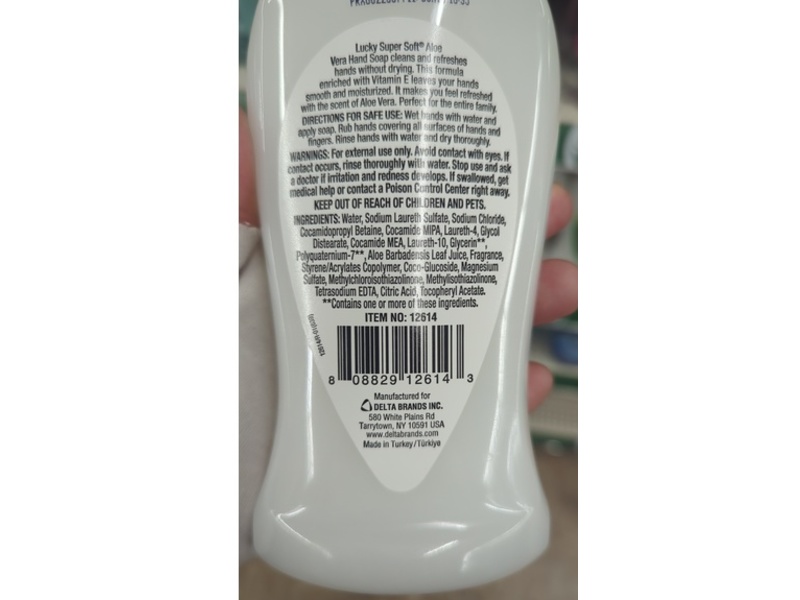 Lucky Super Soft® Aloe
Vera Hand Soap cleans and refreshes
hands without drying. This formula
enriched with Vitamin E leaves your hands
smooth and moisturized. It makes you feel refreshed
with the scent of Aloe Vera. Perfect for the entire family.
DIRECTIONS FOR SAFE USE: Wet hands with water and
apply soap. Rub hands covering all surfaces of hands and
fingers. Rinse hands with water and dry thoroughly.
WARNINGS: For external use only. Avoid contact with eyes. If
contact occurs, rinse thoroughly with water. Stop use and ask
a doctor if irritation and redness develops. If swallowed, get
medical help or contact a Poison Control Center right away.
KEEP OUT OF REACH OF CHILDREN AND PETS.
INGREDIENTS: Water, Sodium Laureth Sulfate, Sodium Chloride,
Cocamidopropyl Betaine, Cocamide MIPA, Laureth-4, Glycol
Distearate, Cocamide MEA, Laureth-10, Glycerin**,
Polyquaternium-7**, Aloe Barbadensis Leaf Juice, Fragrance,
Styrene/Acrylates Copolymer, Coco-Glucoside, Magnesium
Sulfate, Methylchloroisothiazolinone, Methylisothiazolinone,
Tetrasodium EDTA, Citric Acid, Tocopheryl Acetate.
**Contains one or more of these ingredients.
ITEM NO: 12614
8 08829 12614 3
Manufactured for
DELTA BRANDS INC.
580 White Plains Rd
Tarrytown, NY 10591 USA
www.deltabrands.com
Made in Turkey/Türkiye